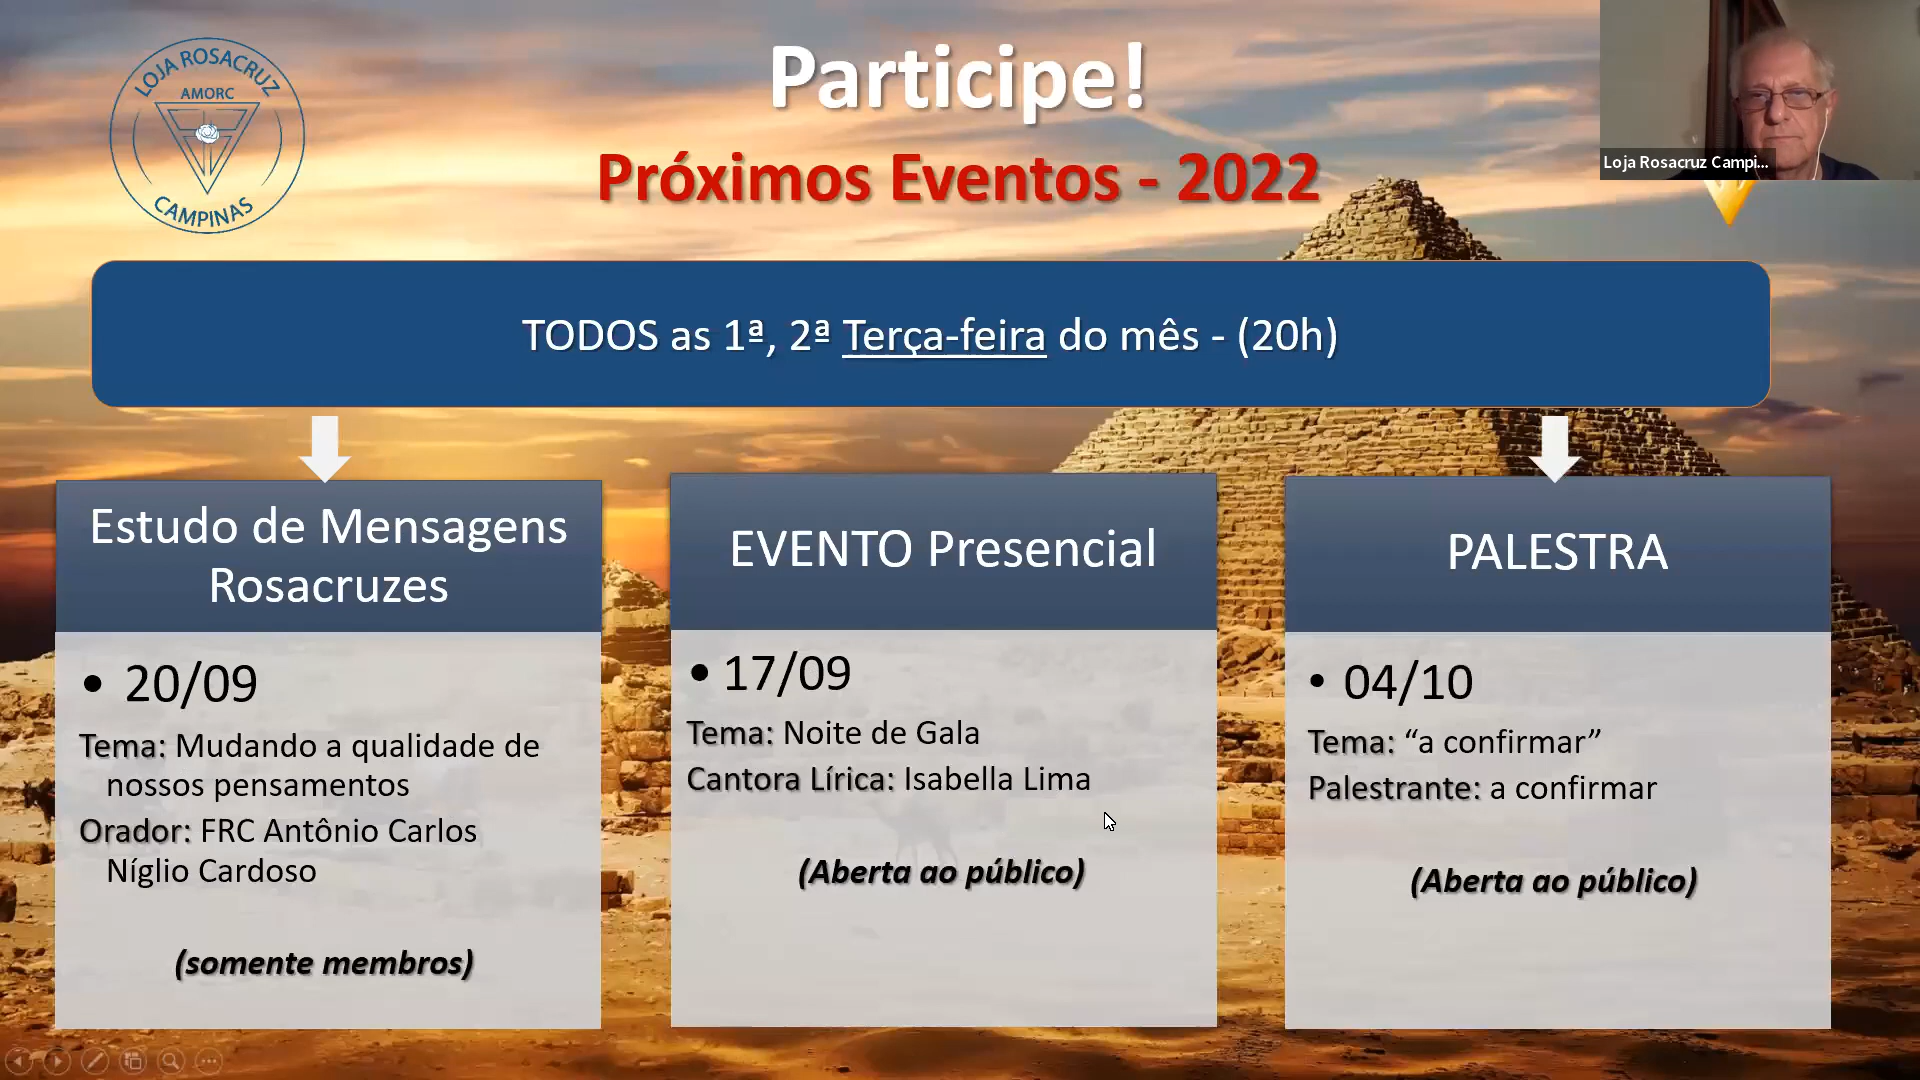 LOJA ROSACRUZ
AMORC
CAMPINAS
Participe!
Próximos Eventos - 2022
Loja Rosacruz Campi...
TODOS as 1ª, 2ª Terça-feira do mês - (20h)
Estudo de Mensagens
Rosacruzes
• 20/09
Tema: Mudando a qualidade de
nossos pensamentos
Orador: FRC Antônio Carlos
Níglio Cardoso
(somente membros)
EVENTO Presencial
• 17/09
Tema: Noite de Gala
Cantora Lírica: Isabella Lima
(Aberta ao público)
PALESTRA
• 04/10
Tema: “a confirmar”
Palestrante: a confirmar
(Aberta ao público)